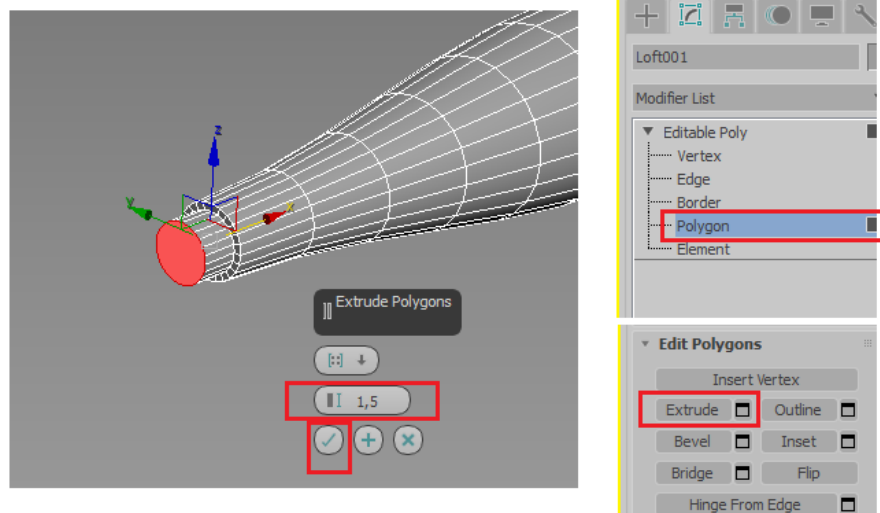 z
y
x
Extrude Polygons
1,5
Loft001
Modifier List
Editable Poly
Vertex
Edge
Border
Polygon
Element
Edit Polygons
Insert Vertex
Extrude Outline
Bevel Inset
Bridge Flip
Hinge From Edge